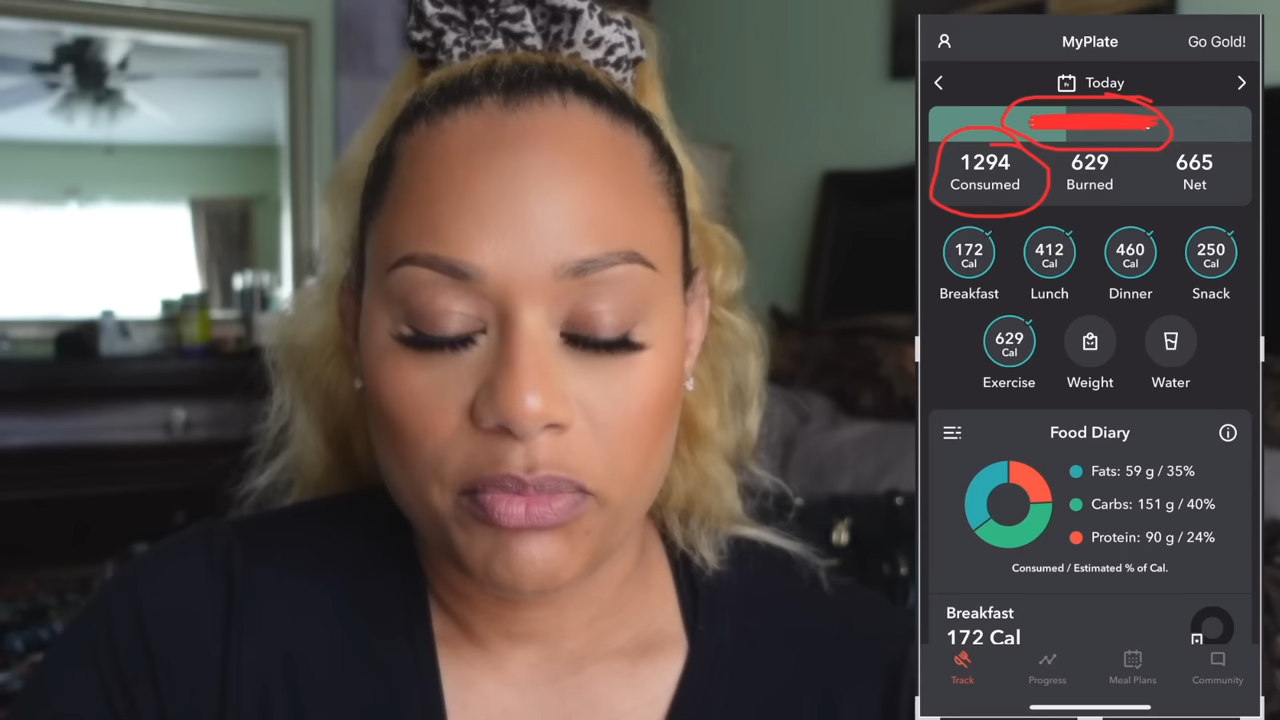 MyPlate Go Gold!
Today
1294 629 665
Consumed Burned Net
172 412 460 250
Cal Cal Cal Cal
Breakfast Lunch Dinner Snack
629
Cal
Exercise Weight Water
Food Diary
Fats: 59 g / 35%
Carbs: 151 g / 40%
Protein: 90 g / 24%
Consumed / Estimated % of Cal.
Breakfast
172 Cal
Track Progress Meal Plans Community